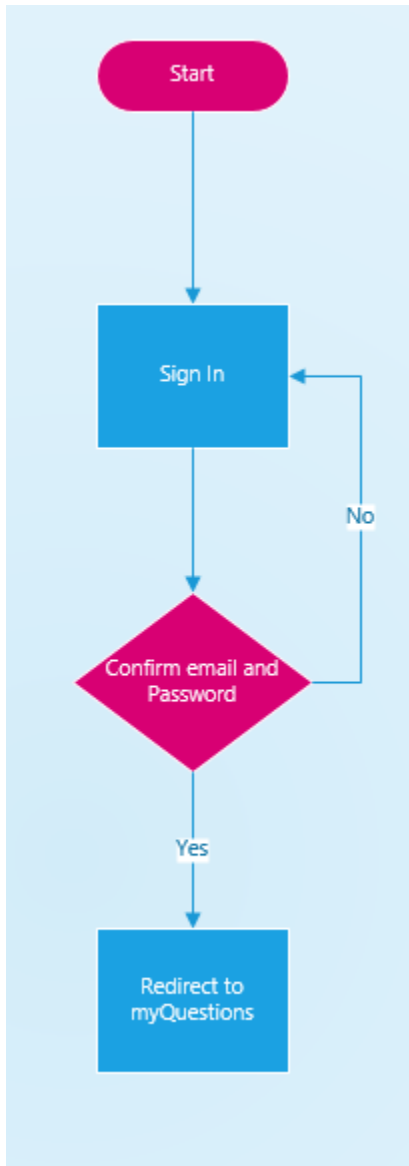 Start
Sign In
No
Confirm email and
Password
Yes
Redirect to
myQuestions